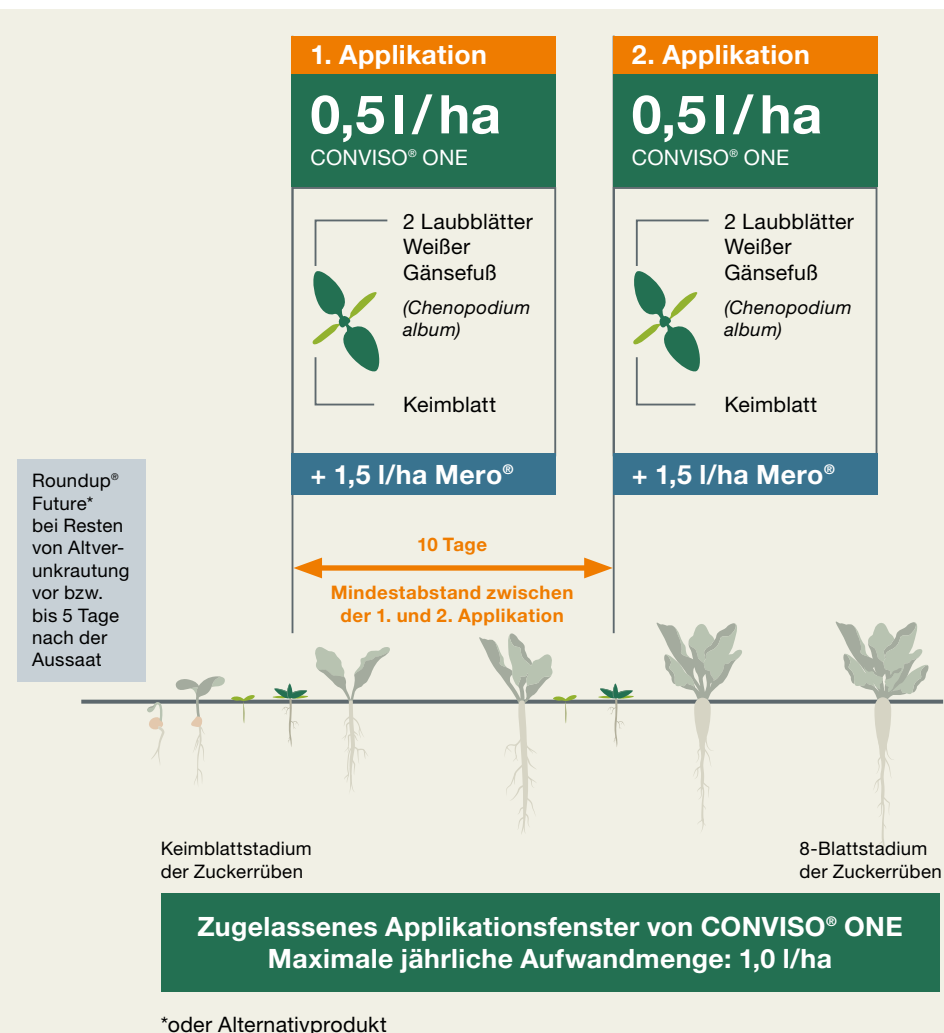 1. Applikation
0,5 l/ha
CONVISO® ONE
2 Laubblätter
Weißer
Gänsefuß
(Chenopodium
album)
Keimblatt
+ 1,5 l/ha Mero®
2. Applikation
0,5 l/ha
CONVISO® ONE
2 Laubblätter
Weißer
Gänsefuß
(Chenopodium
album)
Keimblatt
+ 1,5 l/ha Mero®
Roundup®
Future*
bei Resten
von Altver-
unkrautung
vor bzw.
bis 5 Tage
nach der
Aussaat
10 Tage
Mindestabstand zwischen
der 1. und 2. Applikation
Keimblattstadium
der Zuckerrüben
8-Blattstadium
der Zuckerrüben
Zugelassenes Applikationsfenster von CONVISO® ONE
Maximale jährliche Aufwandmenge: 1,0 l/ha
*oder Alternativprodukt